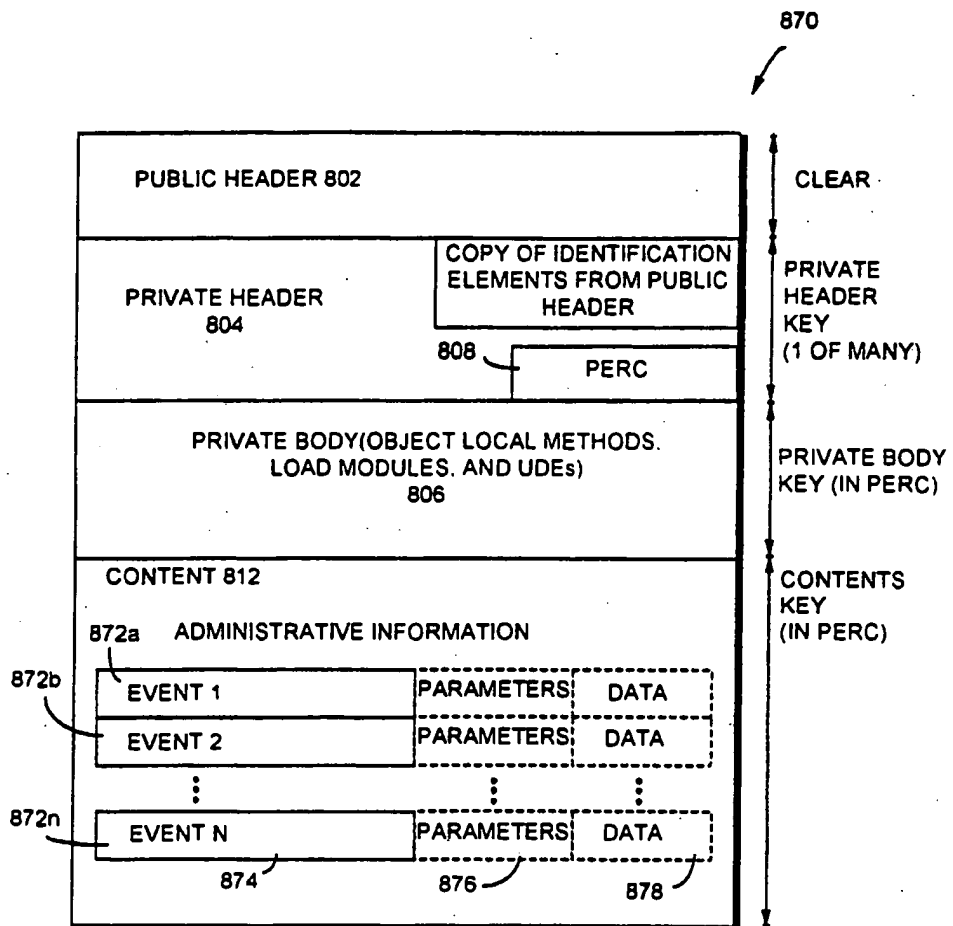 870
PUBLIC HEADER 802
CLEAR
COPY OF IDENTIFICATION
ELEMENTS FROM PUBLIC
HEADER
PRIVATE HEADER
804
808
PERC
PRIVATE
HEADER
KEY
(1 OF MANY)
PRIVATE BODY(OBJECT LOCAL METHODS.
LOAD MODULES. AND UDEs)
806
PRIVATE BODY
KEY (IN PERC)
CONTENT 812
CONTENTS
KEY
(IN PERC)
872a
ADMINISTRATIVE INFORMATION
872b
EVENT 1
PARAMETERS
DATA
EVENT 2
PARAMETERS
DATA
872n
EVENT N
PARAMETERS
DATA
874
876
878